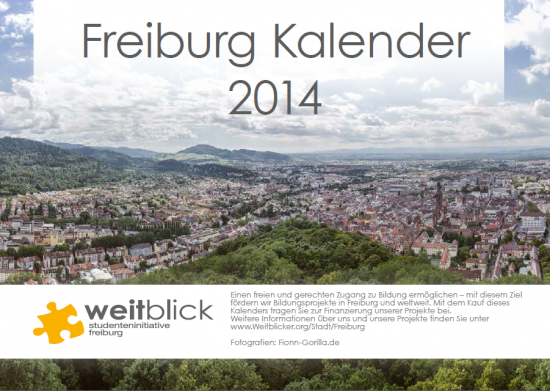 Freiburg Kalender
2014
weitblick
studenteninitiative
freiburg
Einen freien und gerechten Zugang zu Bildung ermöglichen – mit diesem Ziel
fördern wir Bildungsprojekte in Freiburg und weltweit. Mit dem Kauf dieses
Kalenders tragen Sie zur Finanzierung unserer Projekte bei.
Weitere Informationen über uns und unsere Projekte finden Sie unter
www.Weitblicker.org/Stadt/Freiburg
Fotografien: Fionn-Gorilla.de